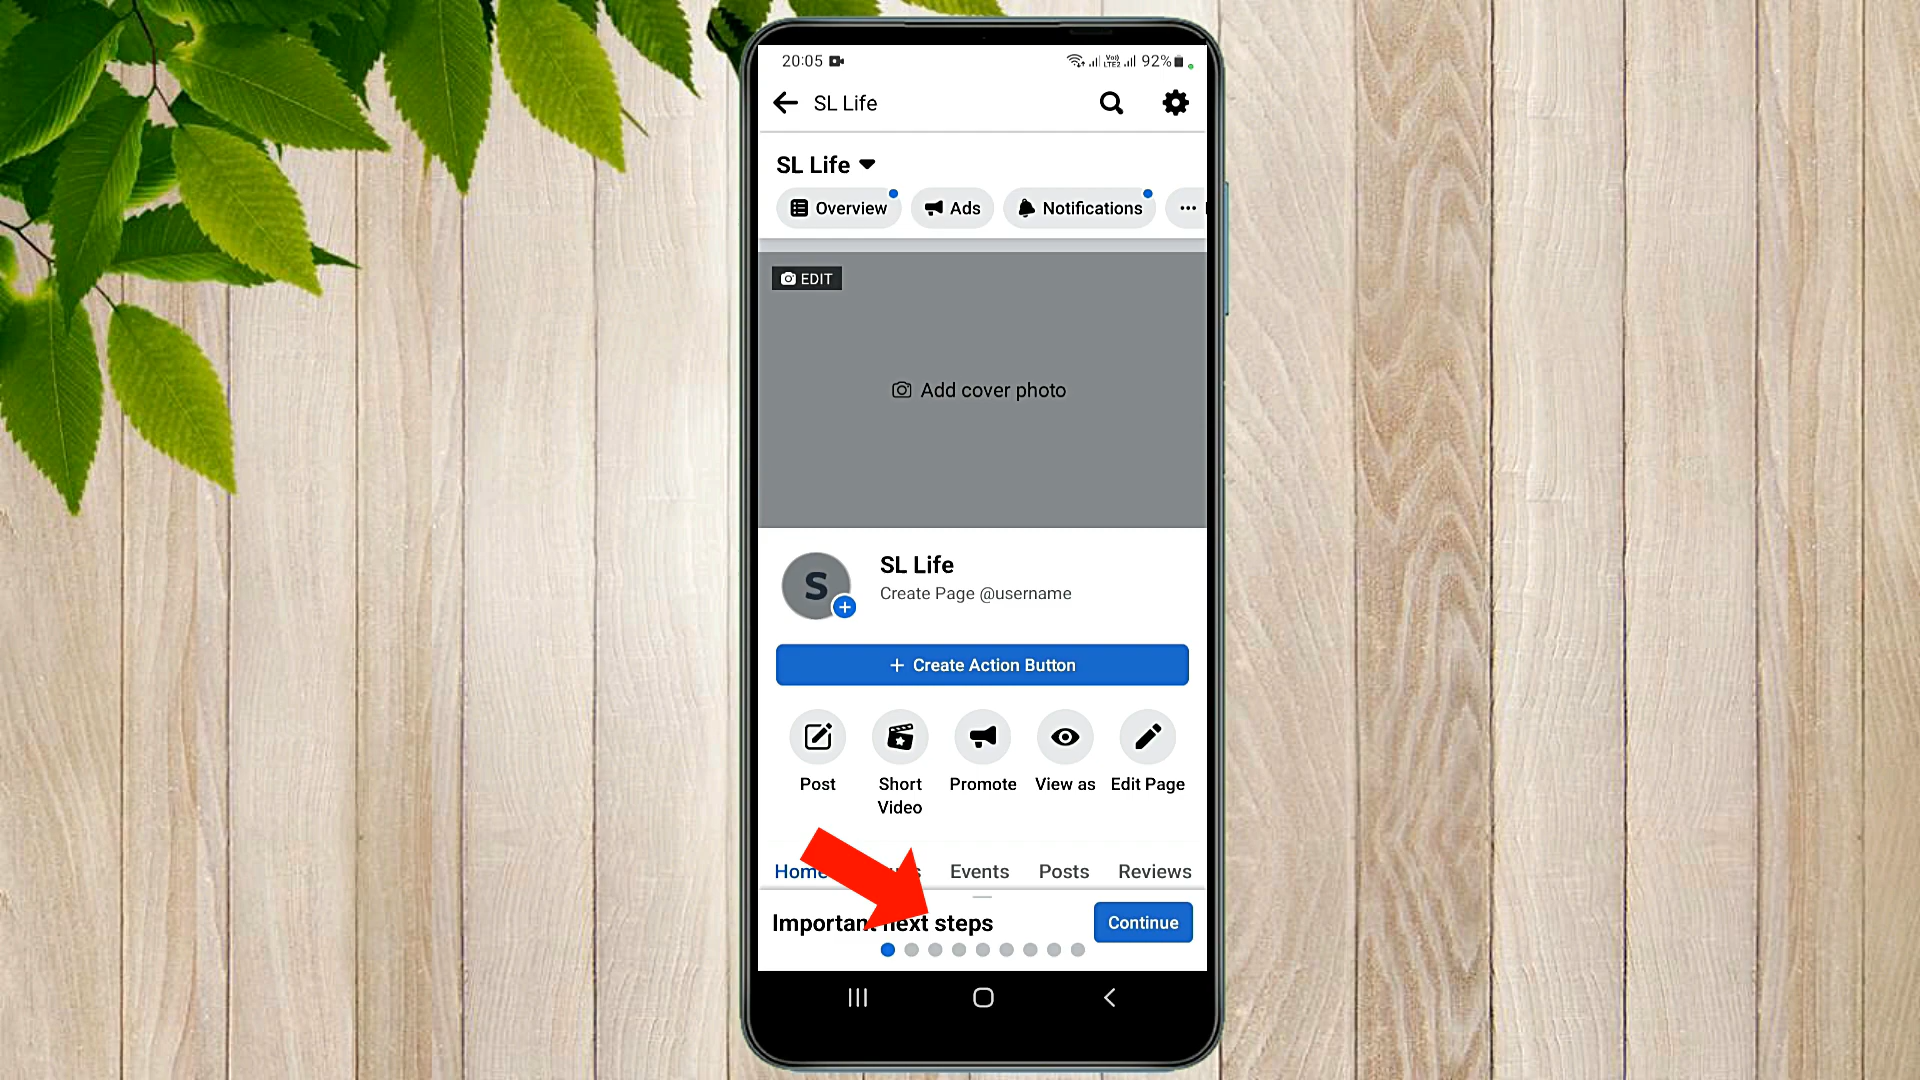 20:05 92%
Vo))
LTE2
SL Life
SL Life
Overview Ads Notifications
EDIT
Add cover photo
S
SL Life
Create Page @username
+ Create Action Button
Post Short Video Promote View as Edit Page
Home Events Posts Reviews
Important next steps Continue